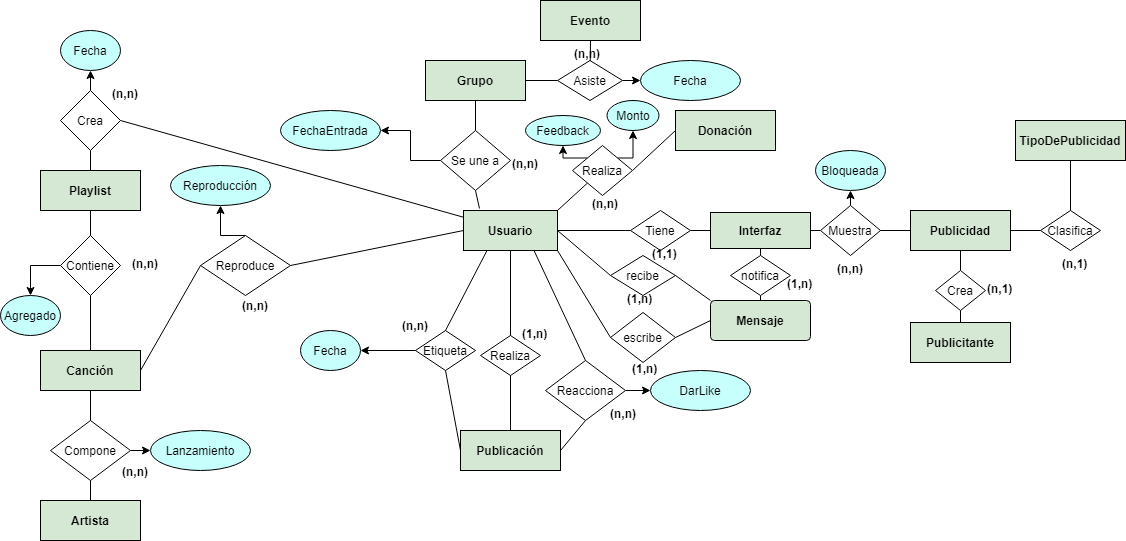 Evento
Fecha
(n,n)
Grupo
Asiste
Fecha
(n,n)
Crea
FechaEntrada
Feedback
Monto
Donación
TipoDePublicidad
Se une a
(n,n)
Realiza
(n,n)
Bloqueada
Playlist
Reproducción
Usuario
Tiene
(1,1)
Interfaz
Muestra
(n,n)
Publicidad
Clasifica
(n,1)
Contiene
(n,n)
Reproduce
(n,n)
recibe
(1,n)
notifica
(1,n)
Crea
(n,1)
Agregado
Mensaje
(n,n)
(1,n)
escribe
(1,n)
Publicitante
Fecha
Etiqueta
Realiza
Canción
Reacciona
(n,n)
DarLike
Compone
(n,n)
Lanzamiento
Publicación
Artista